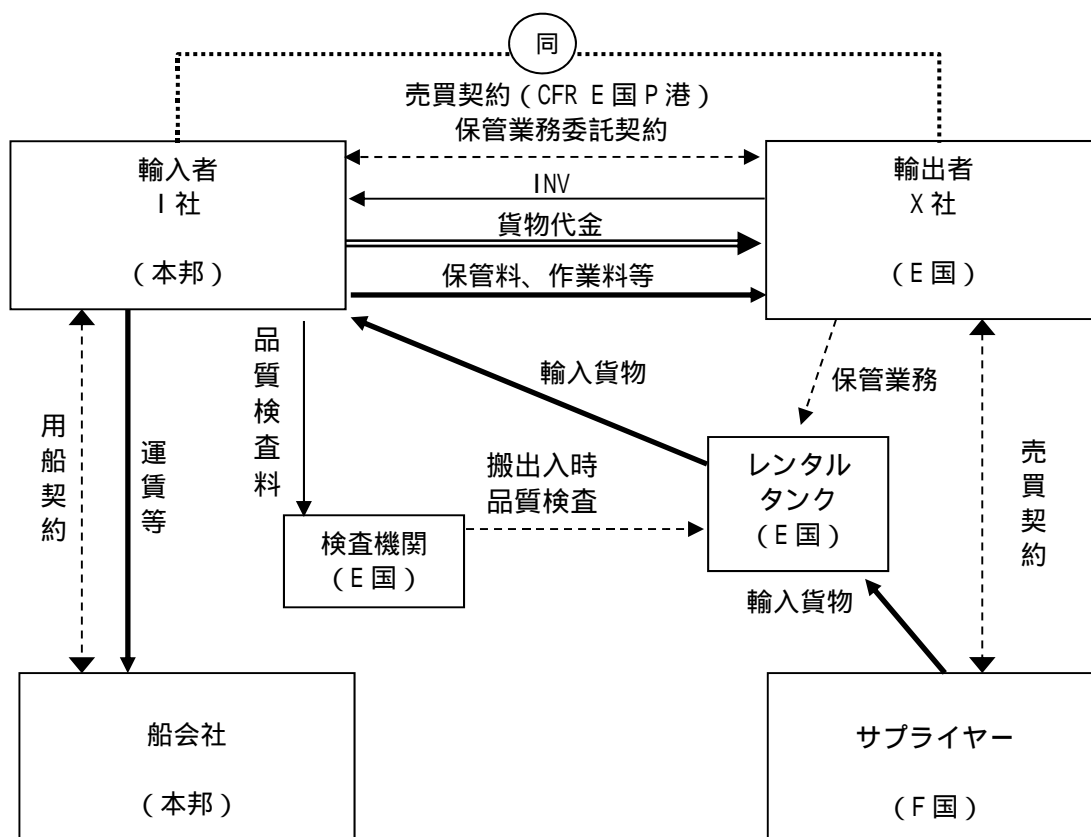 同
売買契約（CFR E国P港）
保管業務委託契約
輸入者
I社
（本邦）
輸出者
X社
（E国）
INV
貨物代金
保管料、作業料等
品質検査料
輸入貨物
保管業務
用船契約
運賃等
搬出入時
品質検査
レンタル
タンク
（E国）
売買契約
検査機関
（E国）
輸入貨物
船会社
（本邦）
サプライヤー
（F国）